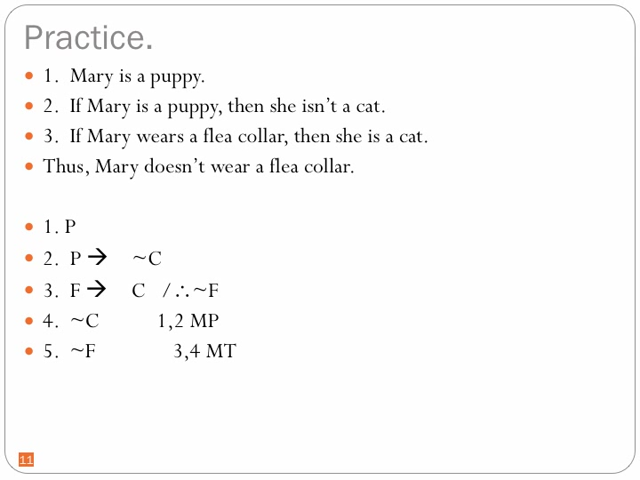 Practice.
• 1. Mary is a puppy.
• 2. If Mary is a puppy, then she isn't a cat.
• 3. If Mary wears a flea collar, then she is a cat.
• Thus, Mary doesn't wear a flea collar.
• 1. P
• 2. P → ~C
• 3. F → C /∴~F
• 4. ~C 1,2 MP
• 5. ~F 3,4 MT
11